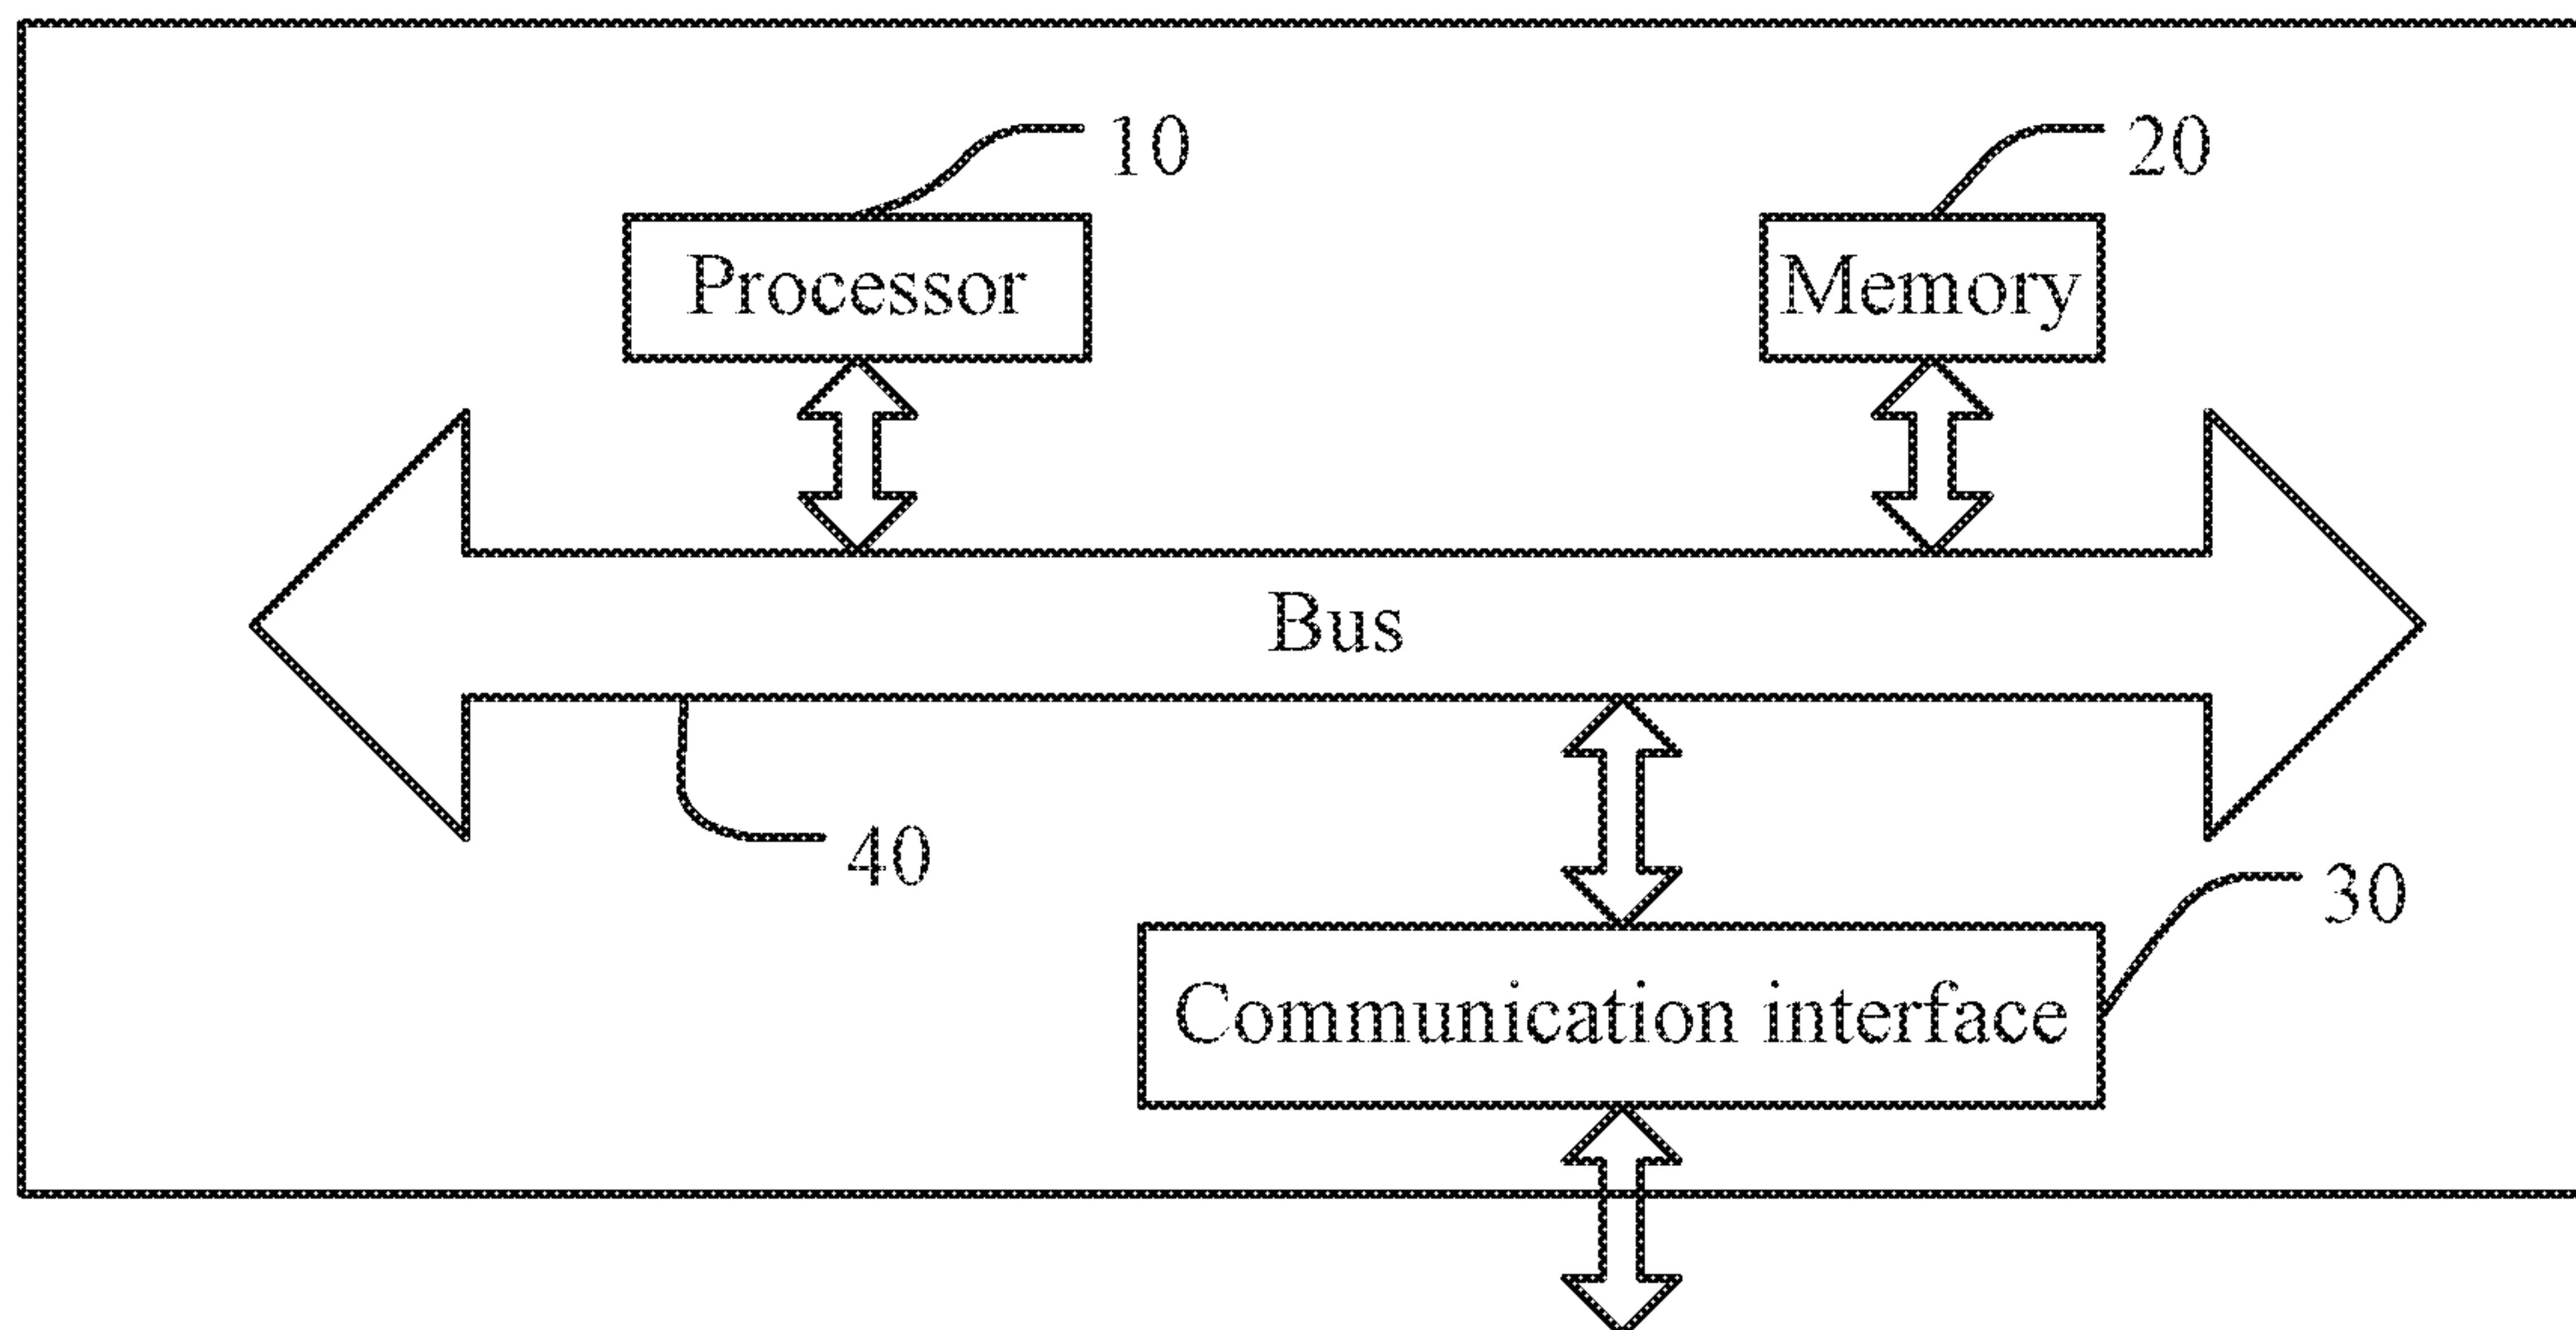 10
20
Processor
Memory
Bus
40
30
Communication interface